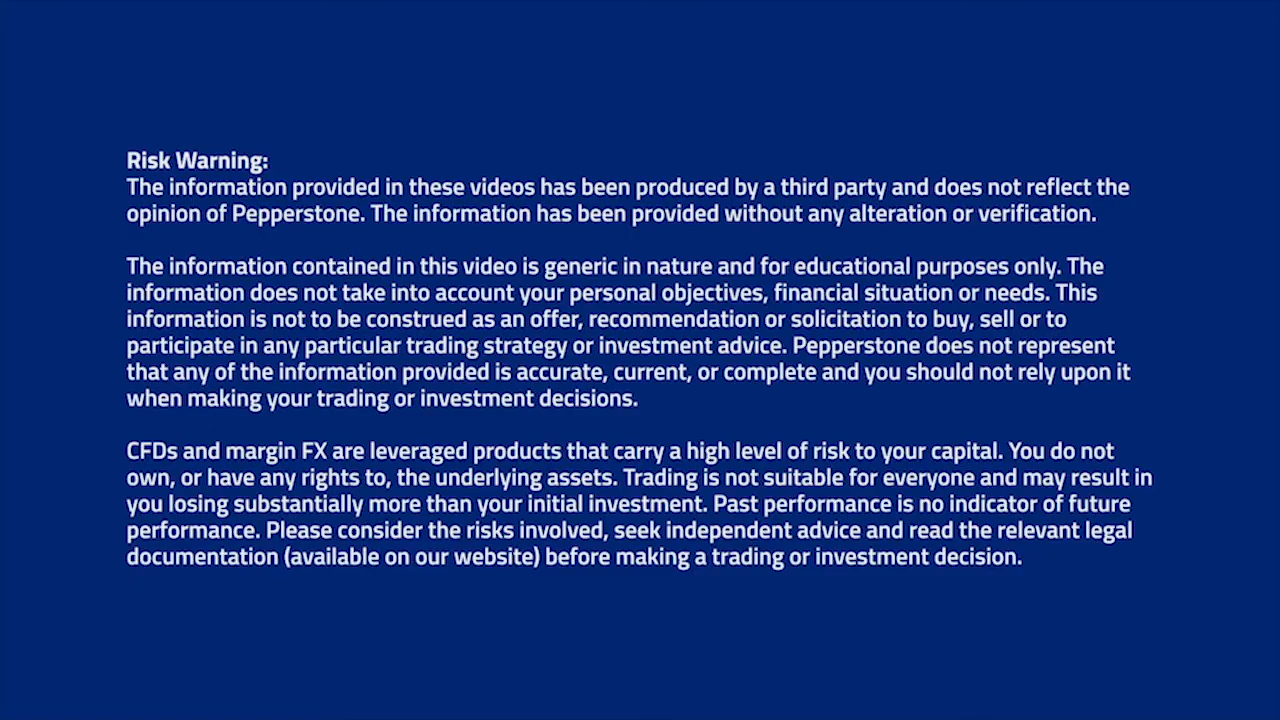 Risk Warning:
The information provided in these videos has been produced by a third party and does not reflect the
opinion of Pepperstone. The information has been provided without any alteration or verification.
The information contained in this video is generic in nature and for educational purposes only. The
information does not take into account your personal objectives, financial situation or needs. This
information is not to be construed as an offer, recommendation or solicitation to buy, sell or to
participate in any particular trading strategy or investment advice. Pepperstone does not represent
that any of the information provided is accurate, current, or complete and you should not rely upon it
when making your trading or investment decisions.
CFDs and margin FX are leveraged products that carry a high level of risk to your capital. You do not
own, or have any rights to, the underlying assets. Trading is not suitable for everyone and may result in
you losing substantially more than your initial investment. Past performance is no indicator of future
performance. Please consider the risks involved, seek independent advice and read the relevant legal
documentation (available on our website) before making a trading or investment decision.